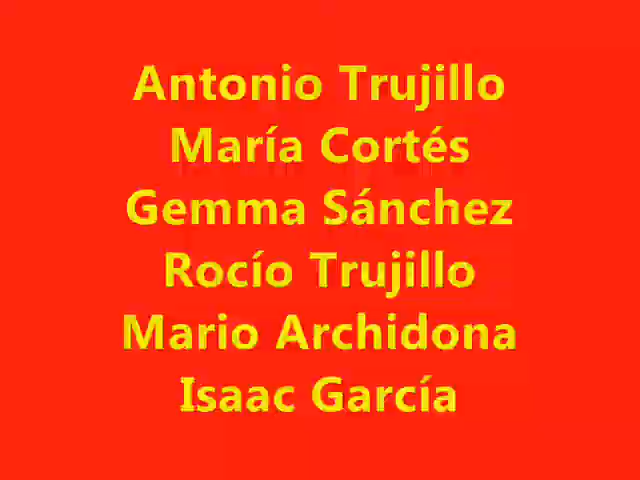 Antonio Trujillo
María Cortés
Gemma Sánchez
Rocío Trujillo
Mario Archidona
Isaac García